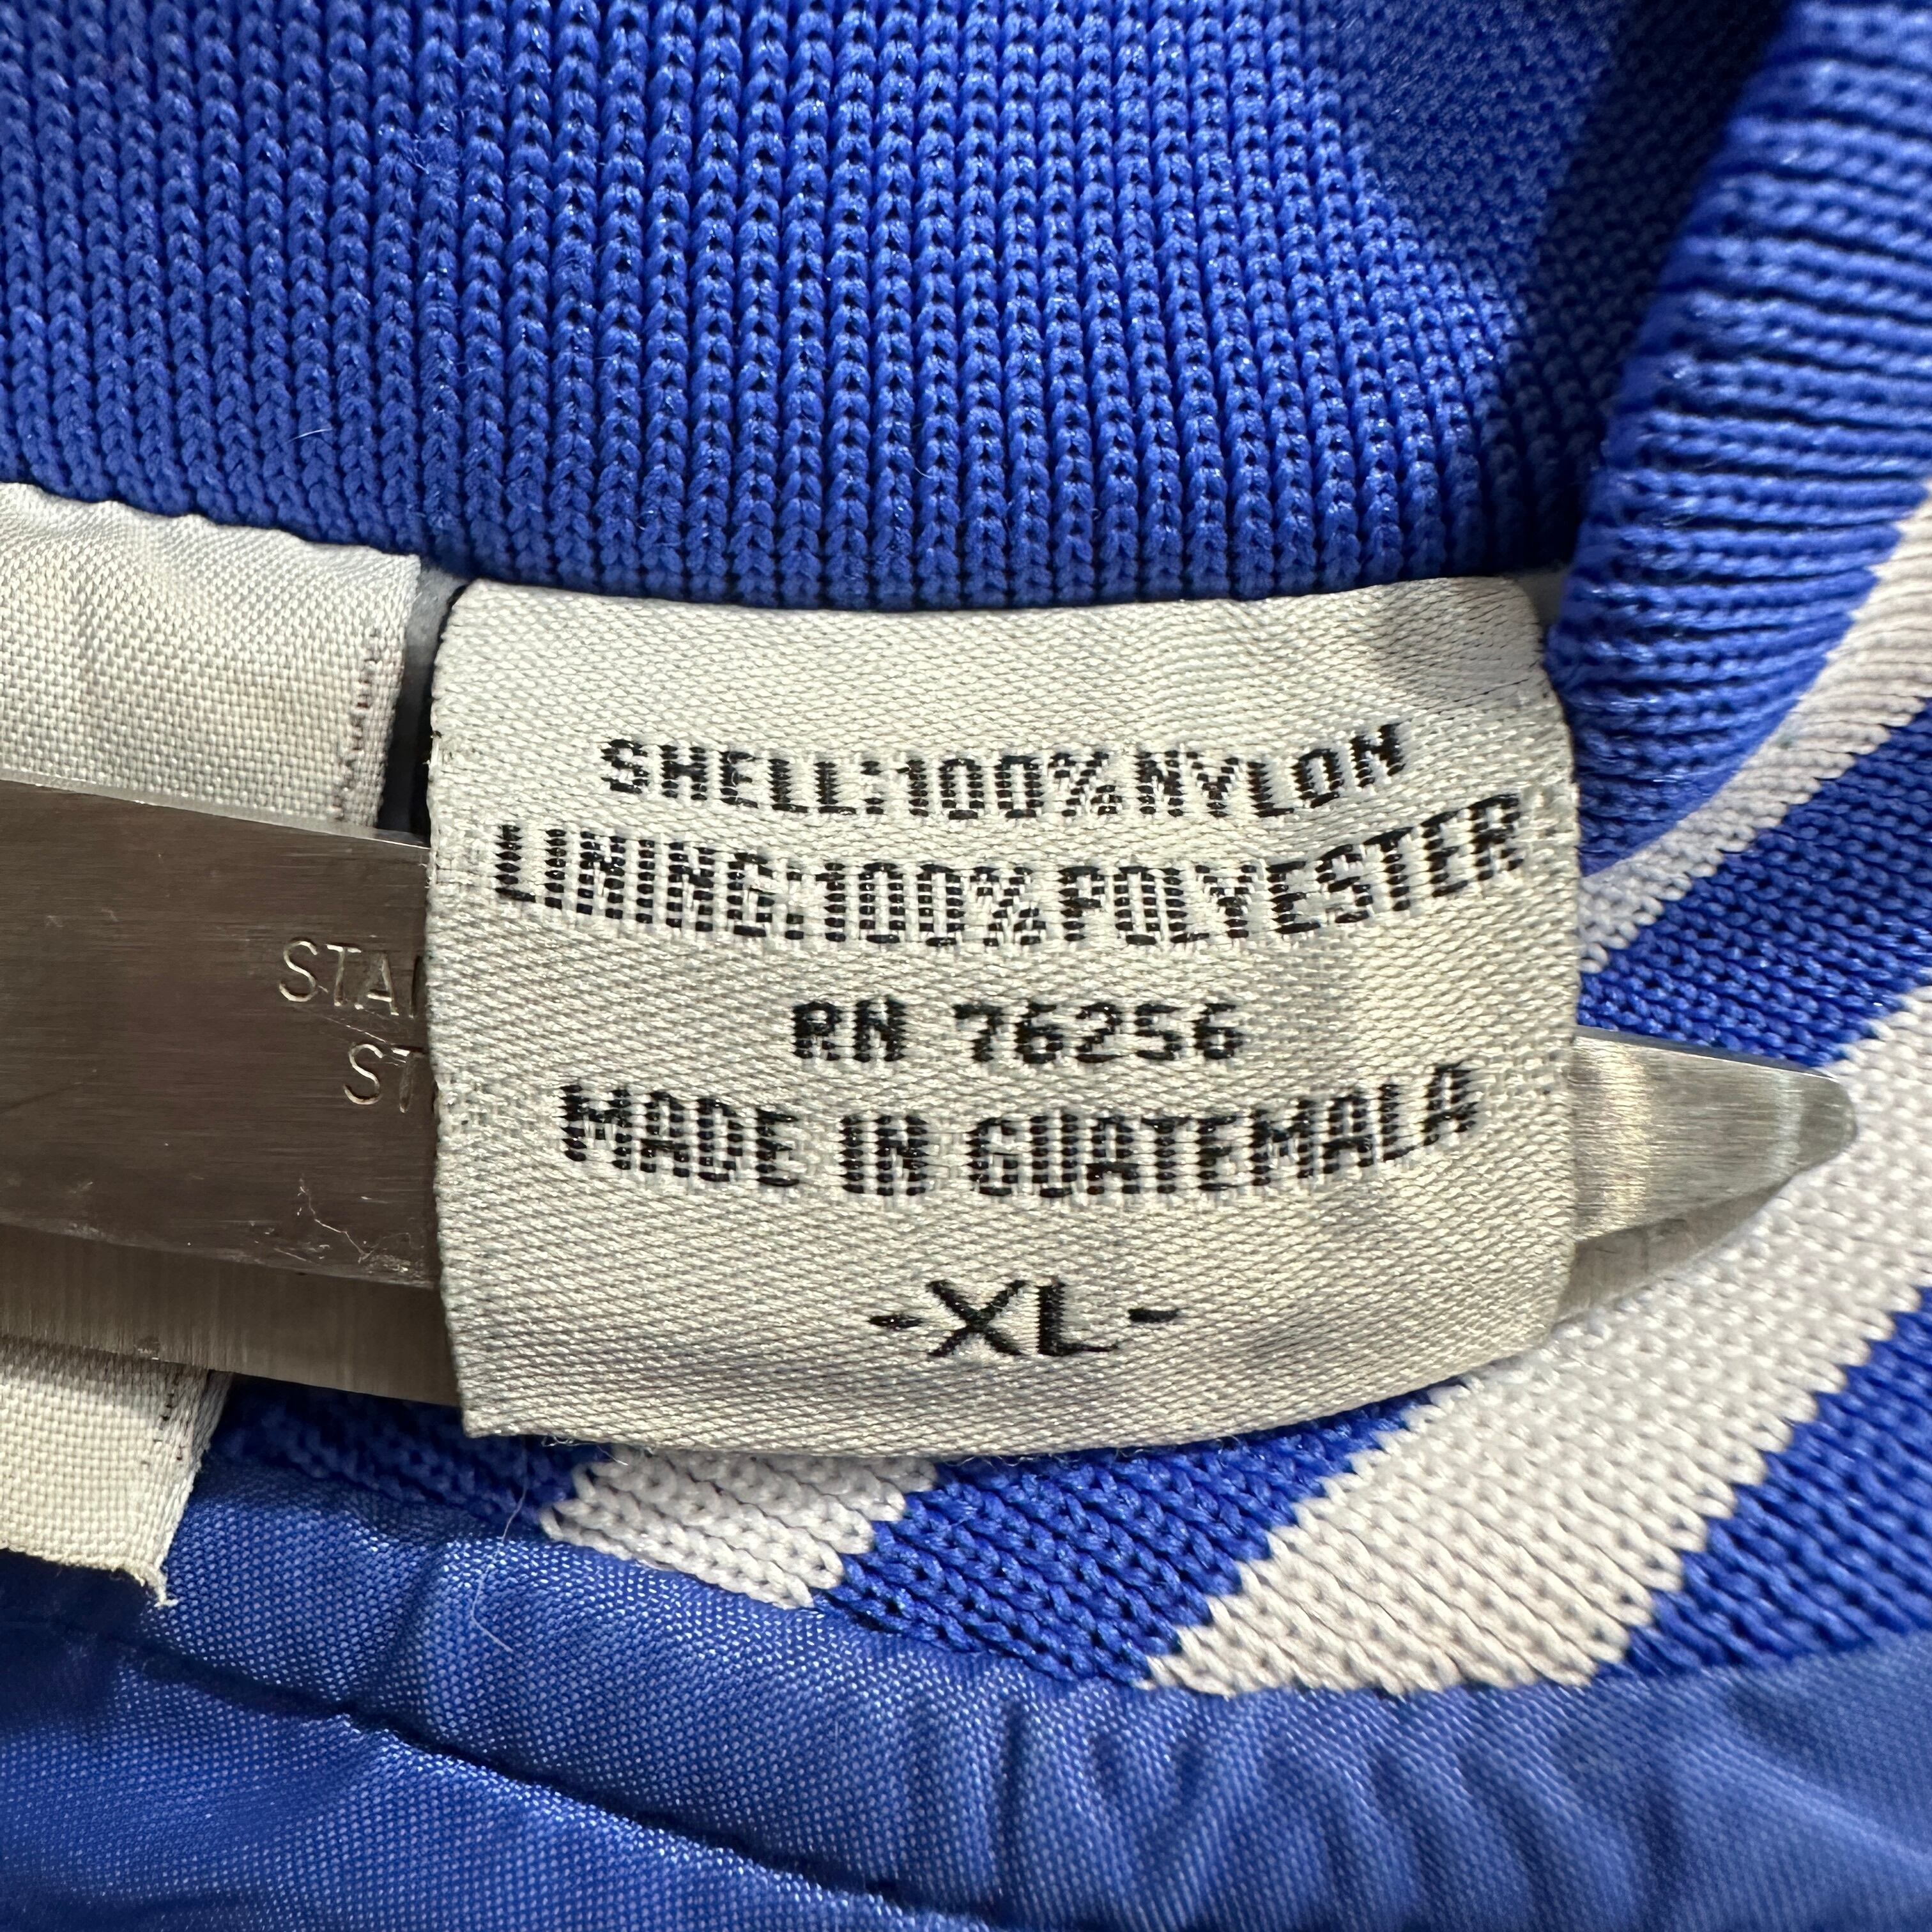 SHELL:100%NYLON
LINING:100%POLYESTER
RN 76256
MADE IN GUATEMALA
-XL-